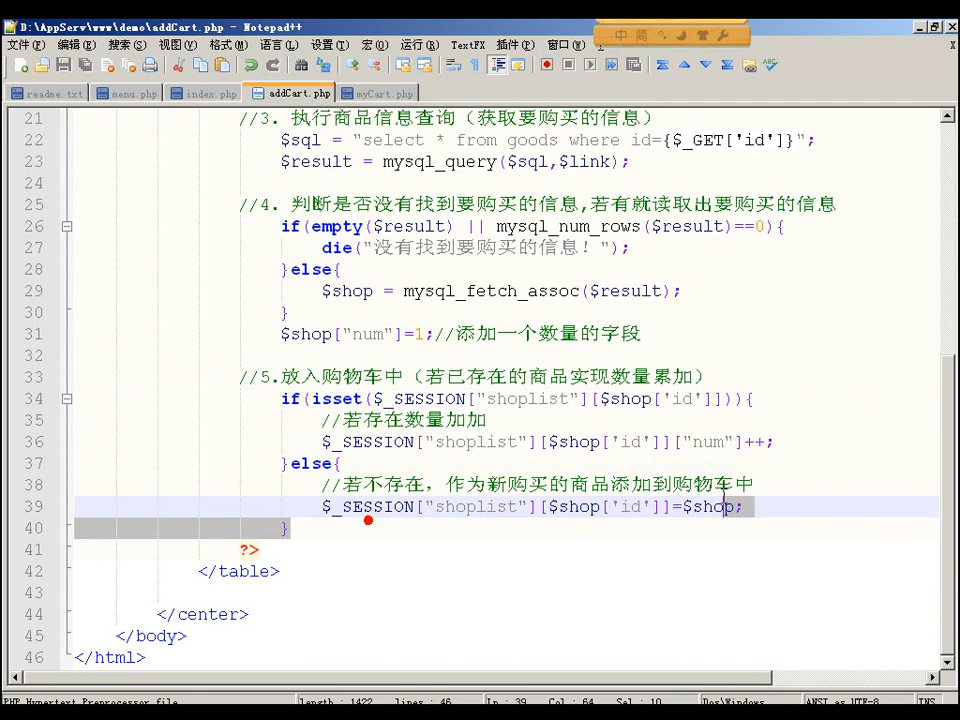 D:\AppServ\www\demo\addCart.php - Notepad++
中 简
文件(F) 编辑(E) 搜索(S) 视图(V) 格式(M) 语言(L) 设置(T) 宏(O) 运行(R) TextFX 插件(P) 窗口(W) X
readme.txt menu.php index.php addCart.php myCart.php
21 //3. 执行商品信息查询（获取要购买的信息）
22 $sql = "select * from goods where id={$_GET['id']}";
23 $result = mysql_query($sql,$link);
24
25 //4. 判断是否没有找到要购买的信息,若有就读取出要购买的信息
26 if(empty($result) || mysql_num_rows($result)==0){
27 die("没有找到要购买的信息！");
28 }else{
29 $shop = mysql_fetch_assoc($result);
30 }
31 $shop["num"]=1;//添加一个数量的字段
32
33 //5.放入购物车中（若已存在的商品实现数量累加）
34 if(isset($_SESSION["shoplist"][$shop['id']])){
35 //若存在数量加加
36 $_SESSION["shoplist"][$shop['id']]["num"]++;
37 }else{
38 //若不存在，作为新购买的商品添加到购物车中
39 $_SESSION["shoplist"][$shop['id']]=$shop;
40 }
41 ?>
42 </table>
43
44 </center>
45 </body>
46 </html>
PHP Hypertext Preprocessor file length : 1422 lines : 46 Ln : 39 Col : 64 Sel : 10 Dos\Windows ANSI as UTF-8 INS